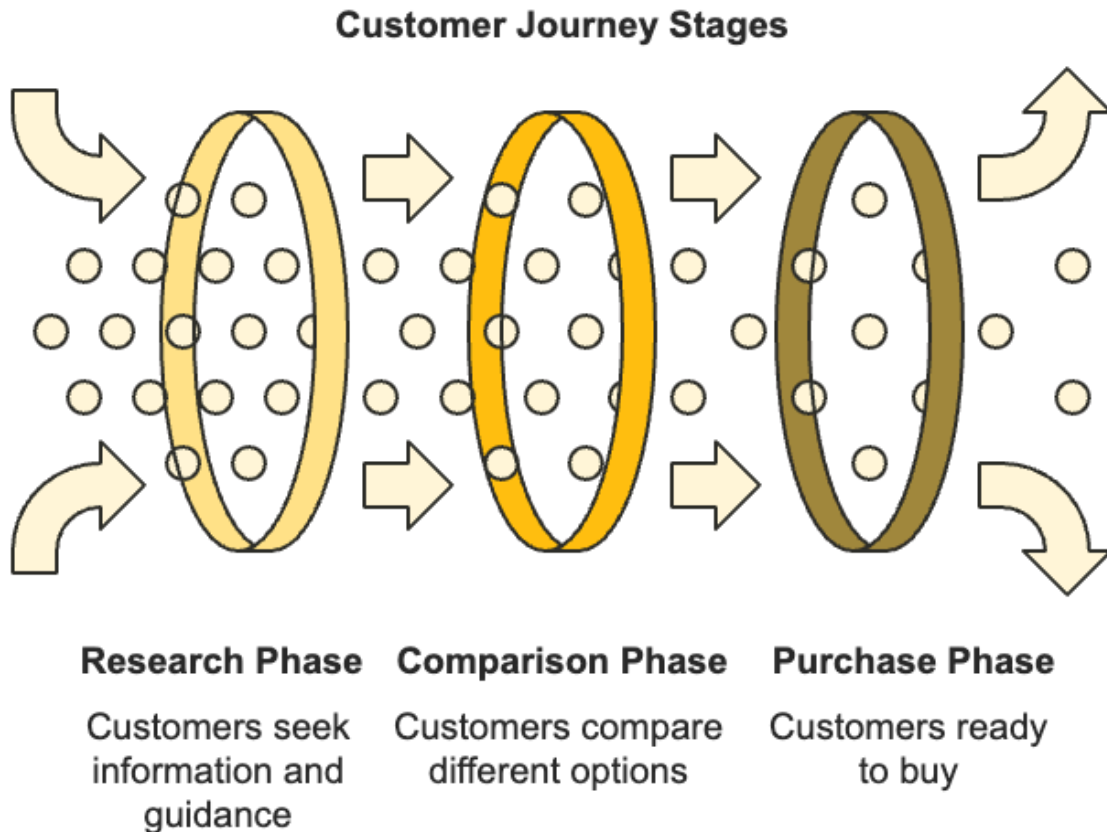 Customer Journey Stages
Research Phase
Customers seek
information and
guidance
Comparison Phase
Customers compare
different options
Purchase Phase
Customers ready
to buy